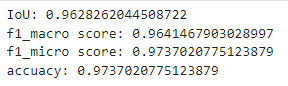 IoU: 0.9628262044508722
f1_macro score: 0.9641467903028997
f1_micro score: 0.9737020775123879
accuacy: 0.9737020775123879